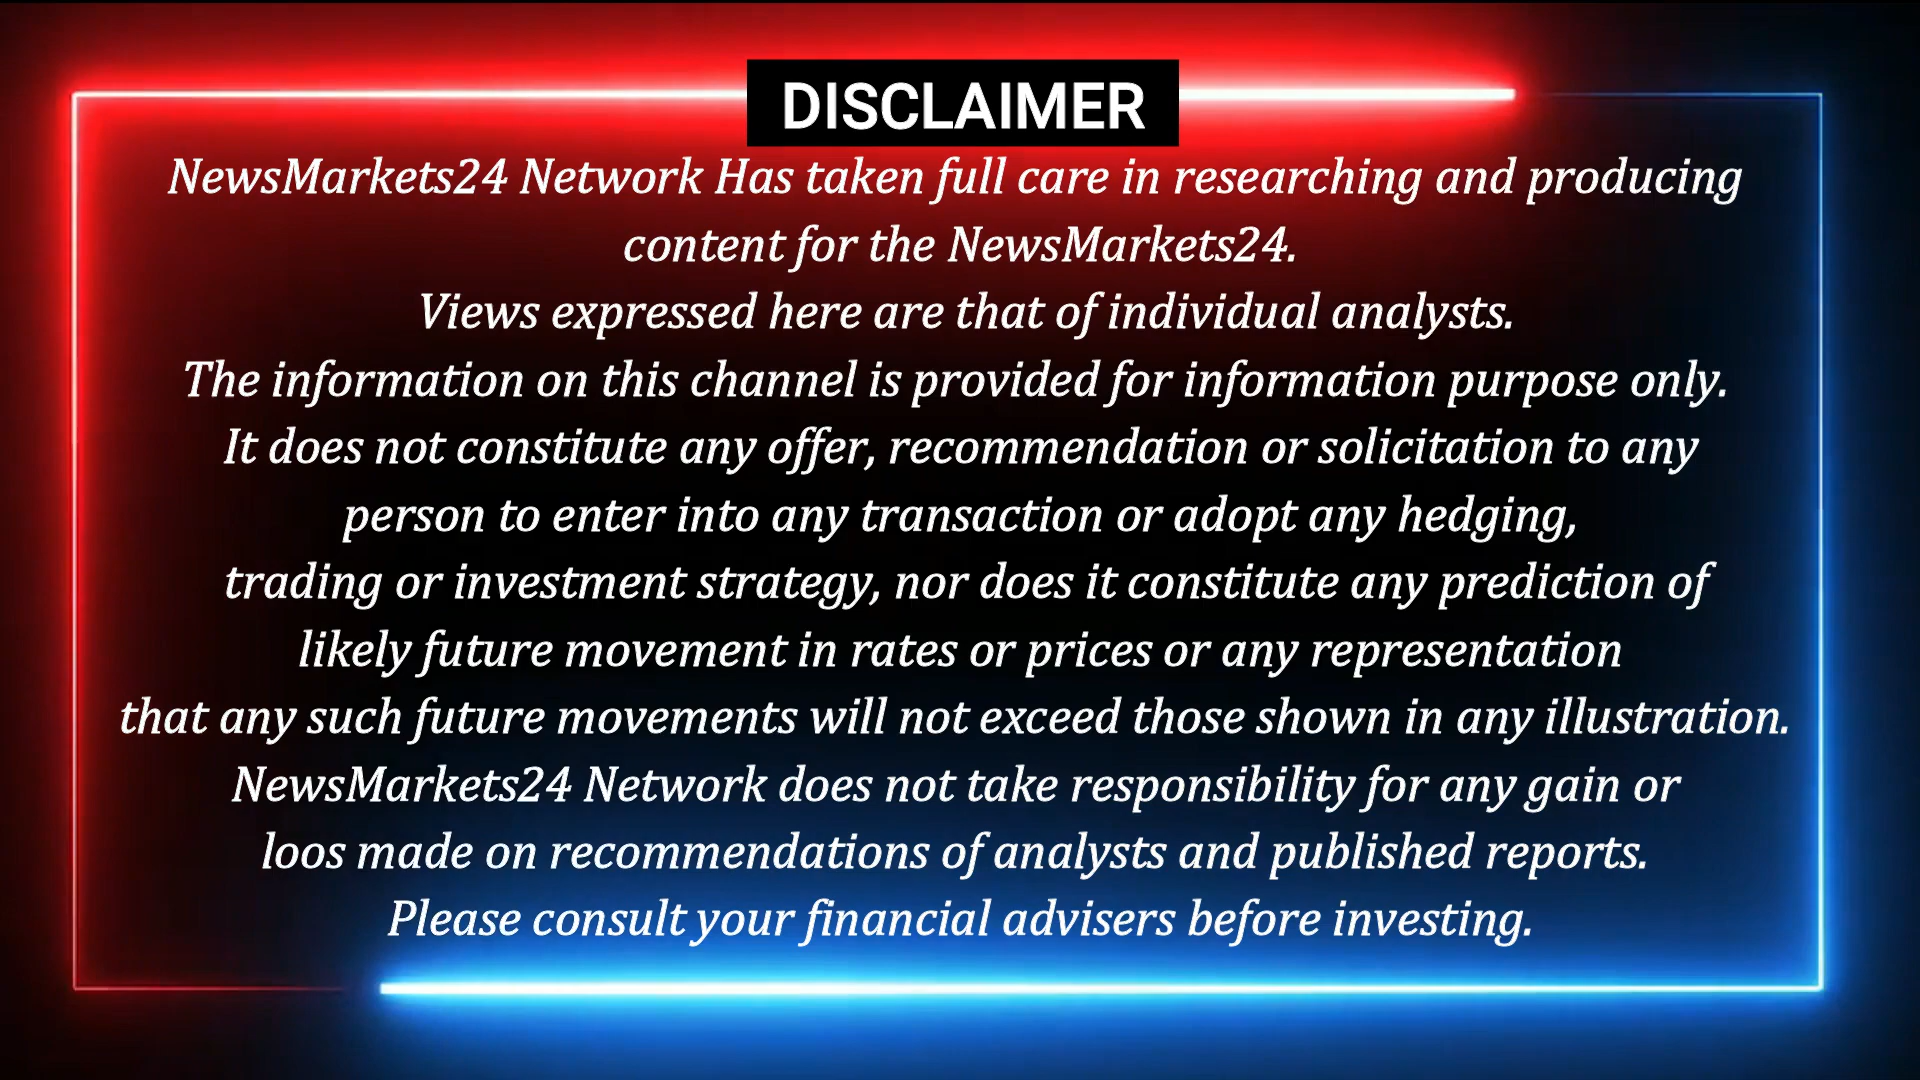 DISCLAIMER
NewsMarkets24 Network Has taken full care in researching and producing
content for the NewsMarkets24.
Views expressed here are that of individual analysts.
The information on this channel is provided for information purpose only.
It does not constitute any offer, recommendation or solicitation to any
person to enter into any transaction or adopt any hedging,
trading or investment strategy, nor does it constitute any prediction of
likely future movement in rates or prices or any representation
that any such future movements will not exceed those shown in any illustration.
NewsMarkets24 Network does not take responsibility for any gain or
loos made on recommendations of analysts and published reports.
Please consult your financial advisers before investing.